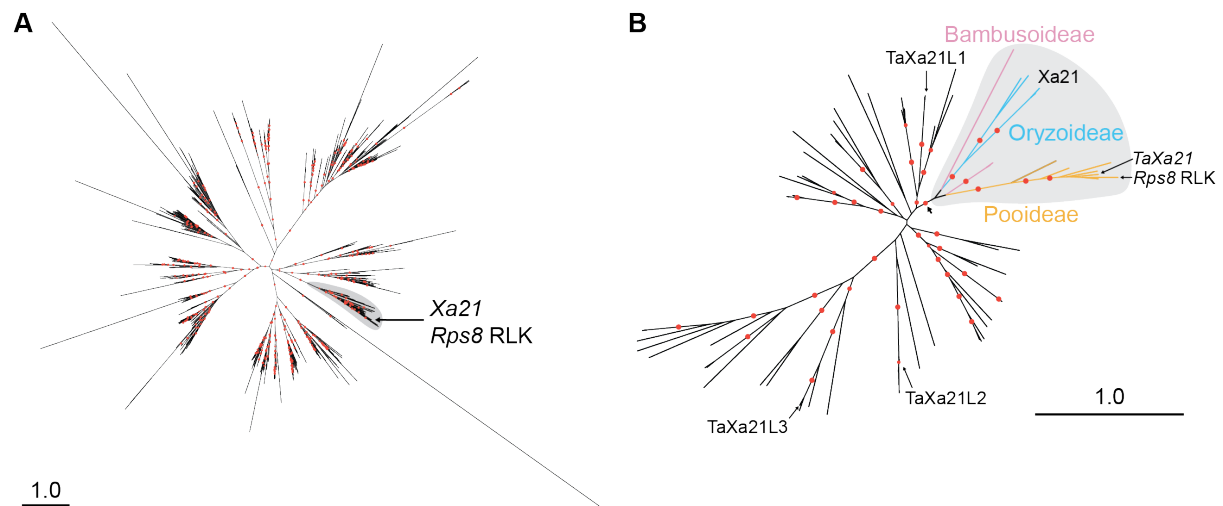 A
Xa21
Rps8 RLK
1.0
B
Bambusoideae
TaXa21L1
Xa21
Oryzoideae
TaXa21
Rps8 RLK
Pooideae
TaXa21L2
TaXa21L3
1.0